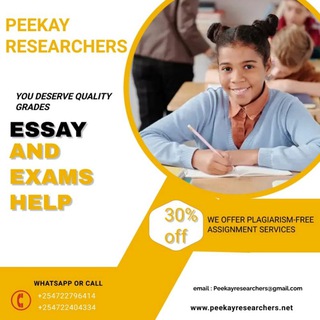 PEEKAY
RESEARCHERS
YOU DESERVE QUALITY
GRADES
ESSAY
AND
EXAMS
HELP
30%
off
WE OFFER PLAGIARISM-FREE
ASSIGNMENT SERVICES
WHATSAPP OR CALL
+254722796414
+254722404334
email : Peekayresearchers@gmail.com
www.peekayresearchers.net